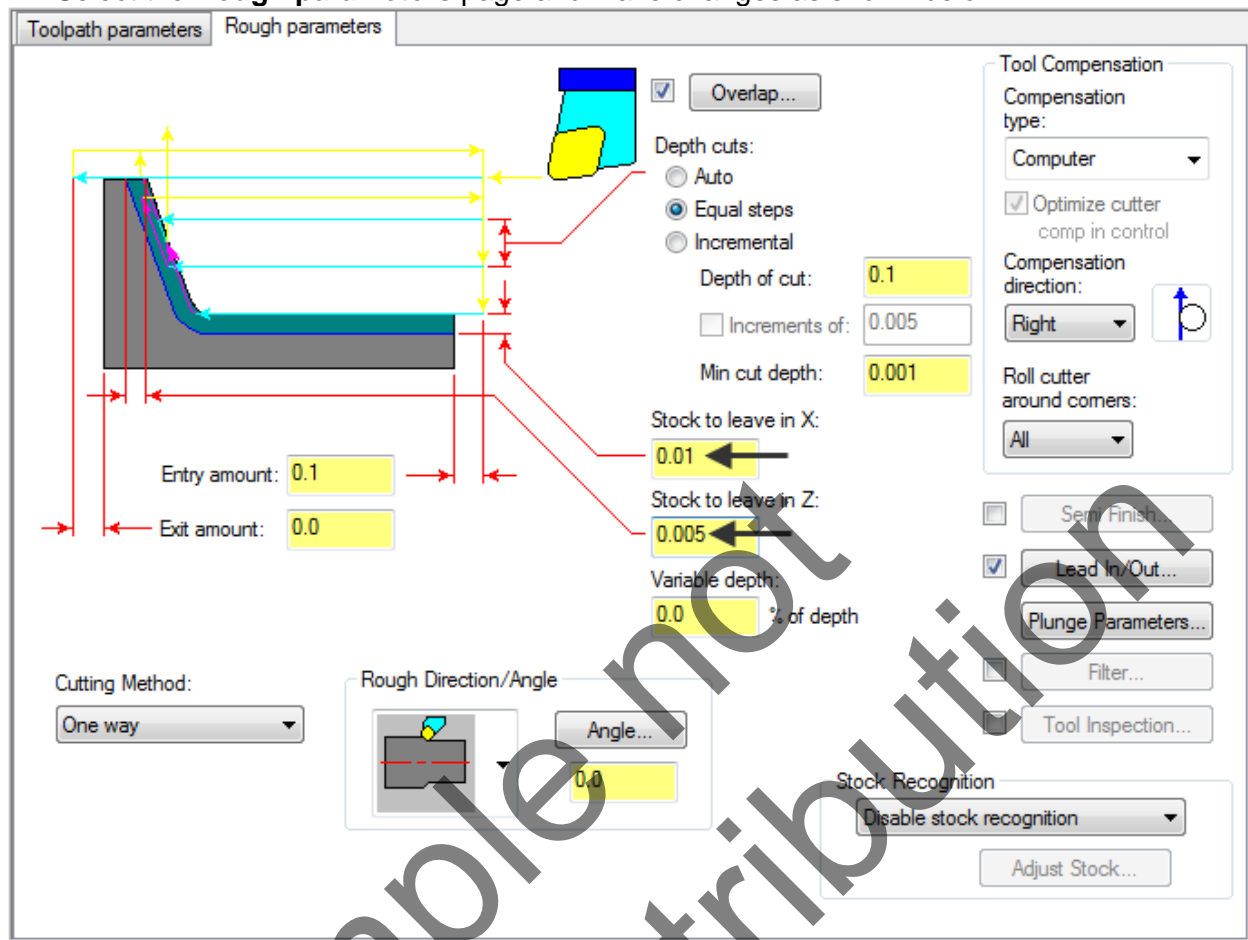 Toolpath parameters Rough parameters
Overlap...
Depth cuts:
Auto
Equal steps
Incremental
Depth of cut: 0.1
Increments of: 0.005
Min cut depth: 0.001
Stock to leave in X:
0.01
Stock to leave in Z:
0.005
Variable depth:
0.0 % of depth
Entry amount: 0.1
Exit amount: 0.0
Tool Compensation
Compensation
type:
Computer
Optimize cutter
comp in control
Compensation
direction:
Right
Roll cutter
around corners:
All
Semi Finish...
Lead In/Out...
Plunge Parameters...
Filter...
Tool Inspection...
Cutting Method:
One way
Rough Direction/Angle
Angle...
0.0
Stock Recognition
Disable stock recognition
Adjust Stock...
not